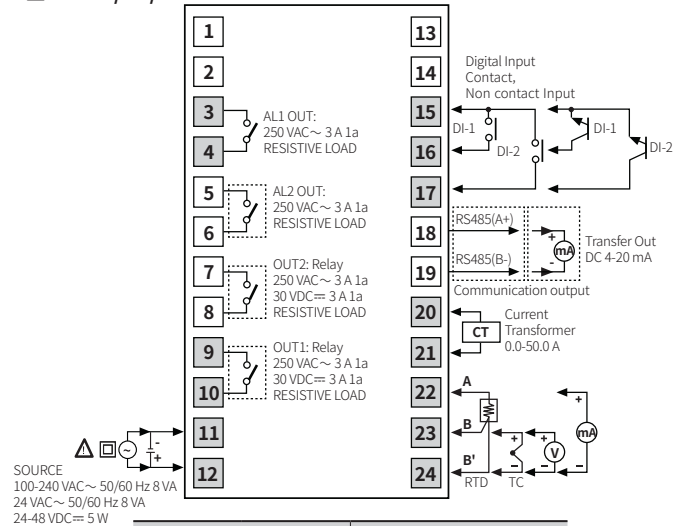 1
2
3
4
5
6
7
8
9
10
11
12
13
14
15
16
17
18
19
20
21
22
23
24
AL1 OUT:
250 VAC～ 3 A 1a
RESISTIVE LOAD
AL2 OUT:
250 VAC～ 3 A 1a
RESISTIVE LOAD
OUT2: Relay
250 VAC～ 3 A 1a
30 VDC⎓ 3 A 1a
RESISTIVE LOAD
OUT1: Relay
250 VAC～ 3 A 1a
30 VDC⎓ 3 A 1a
RESISTIVE LOAD
SOURCE
100-240 VAC～ 50/60 Hz 8 VA
24 VAC～ 50/60 Hz 8 VA
24-48 VDC⎓ 5 W
~
-
+
Digital Input
Contact,
Non contact Input
DI-1
DI-2
DI-1
DI-2
RS485(A+)
RS485(B-)
+
mA
-
Transfer Out
DC 4-20 mA
Communication output
CT
Current
Transformer
0.0-50.0 A
A
B
B'
RTD
+
–
TC
+
V
–
+
mA
–